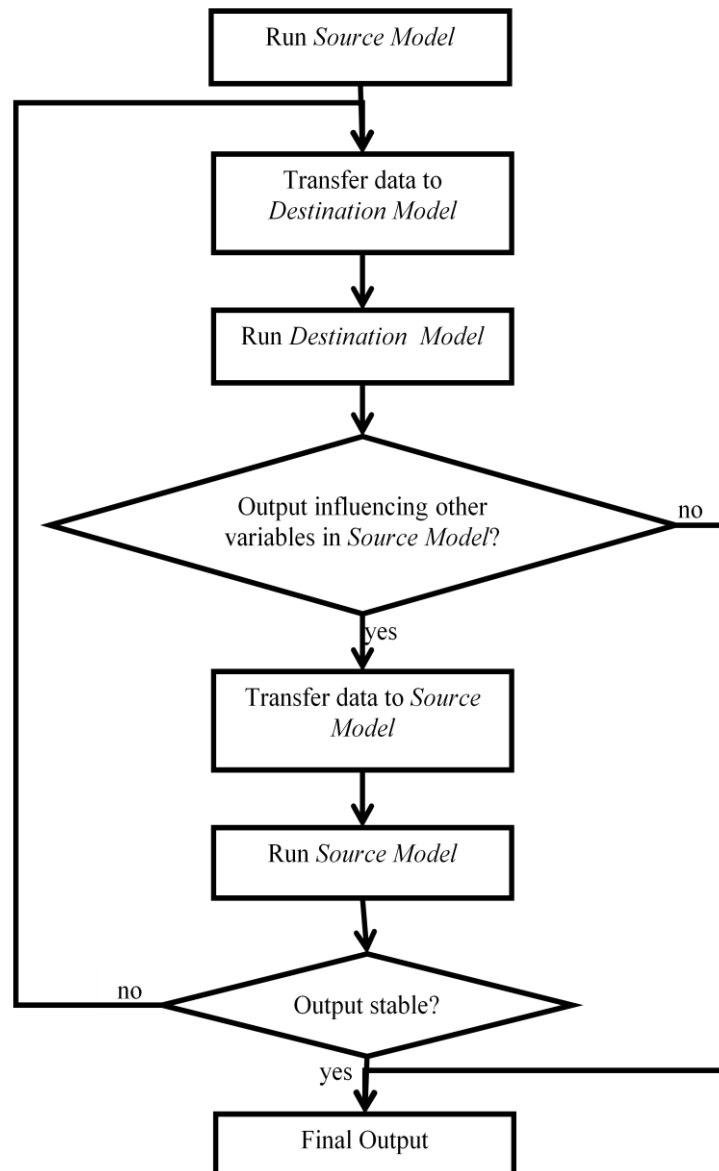 Run Source Model
Transfer data to
Destination Model
Run Destination Model
Output influencing other
variables in Source Model?
no
yes
Transfer data to Source
Model
Run Source Model
no
Output stable?
yes
Final Output